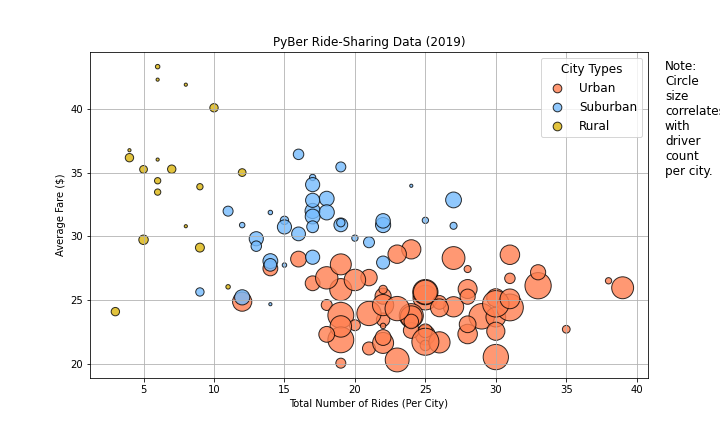 PyBer Ride-Sharing Data (2019)
City Types
Urban
Suburban
Rural
Note:
Circle
size
correlates
with
driver
count
per city.
Average Fare ($)
40
35
30
25
20
5
10
15
20
25
30
35
40
Total Number of Rides (Per City)